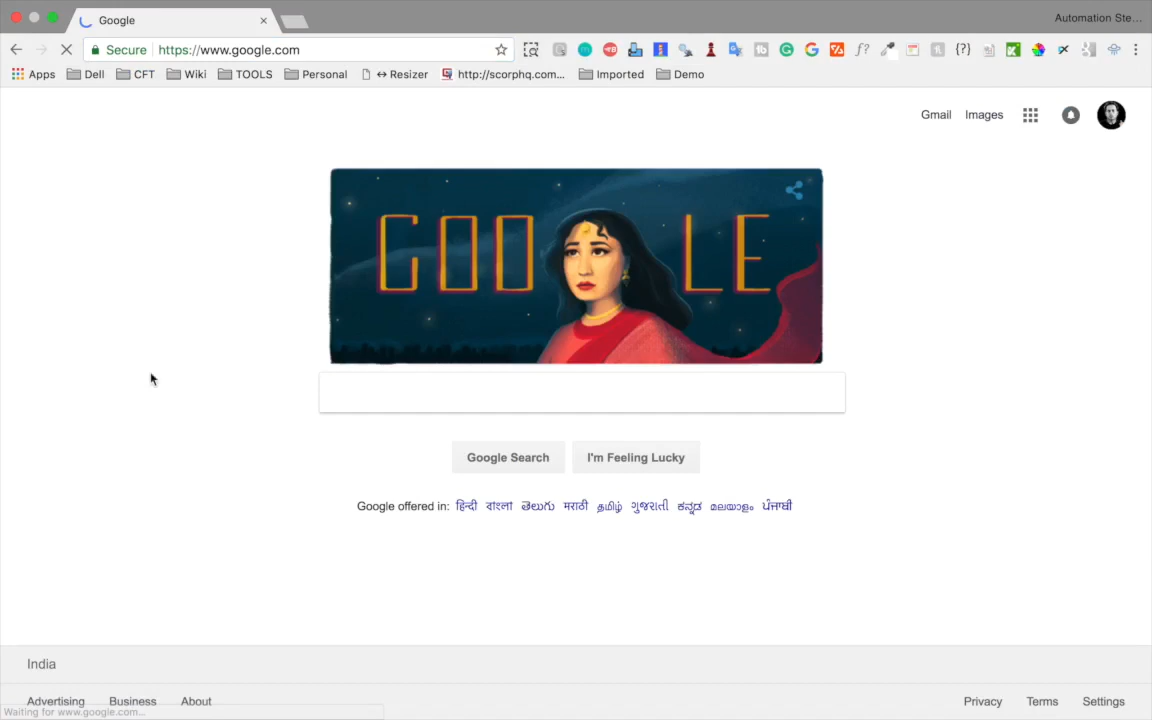 Google
Automation Ste...
Secure https://www.google.com
Apps Dell CFT Wiki TOOLS Personal ↔ Resizer http://scorphq.com... Imported Demo
Gmail Images
GOO LE
Google Search I'm Feeling Lucky
Google offered in: हिन्दी বাংলা తెలుగు मराठी தமிழ் ગુજરાતી ಕನ್ನಡ മലയാളം ਪੰਜਾਬੀ
India
Advertising Business About Privacy Terms Settings
Waiting for www.google.com...